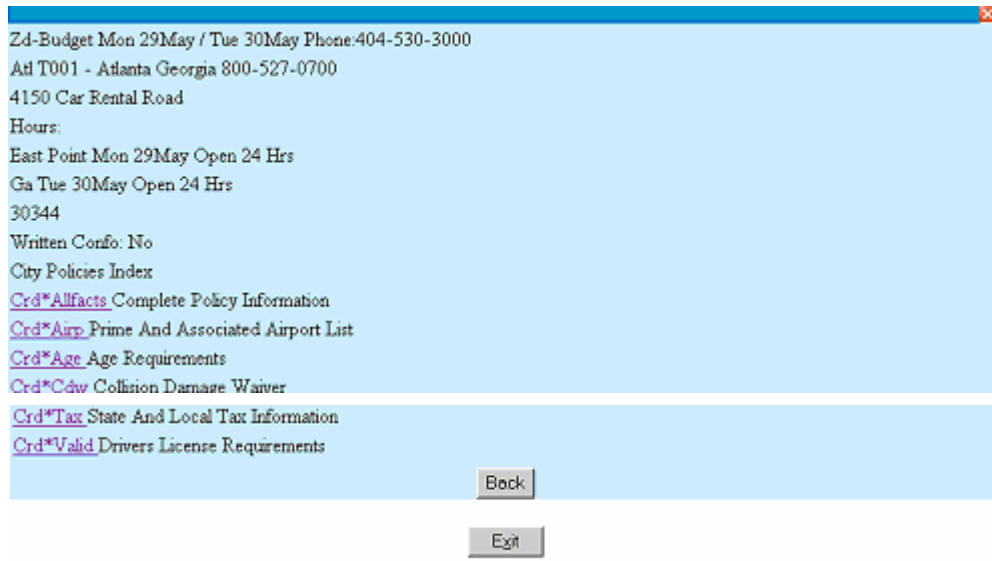 Zd-Budget Mon 29May / Tue 30May Phone:404-530-3000
Atl T001 - Atlanta Georgia 800-527-0700
4150 Car Rental Road
Hours:
East Point Mon 29May Open 24 Hrs
Ga Tue 30May Open 24 Hrs
30344
Written Confo: No
City Policies Index
Crd*Allfacts Complete Policy Information
Crd*Airp Prime And Associated Airport List
Crd*Age Age Requirements
Crd*Cdw Collision Damage Waiver
Crd*Tax State And Local Tax Information
Crd*Valid Drivers License Requirements
Back
Exit